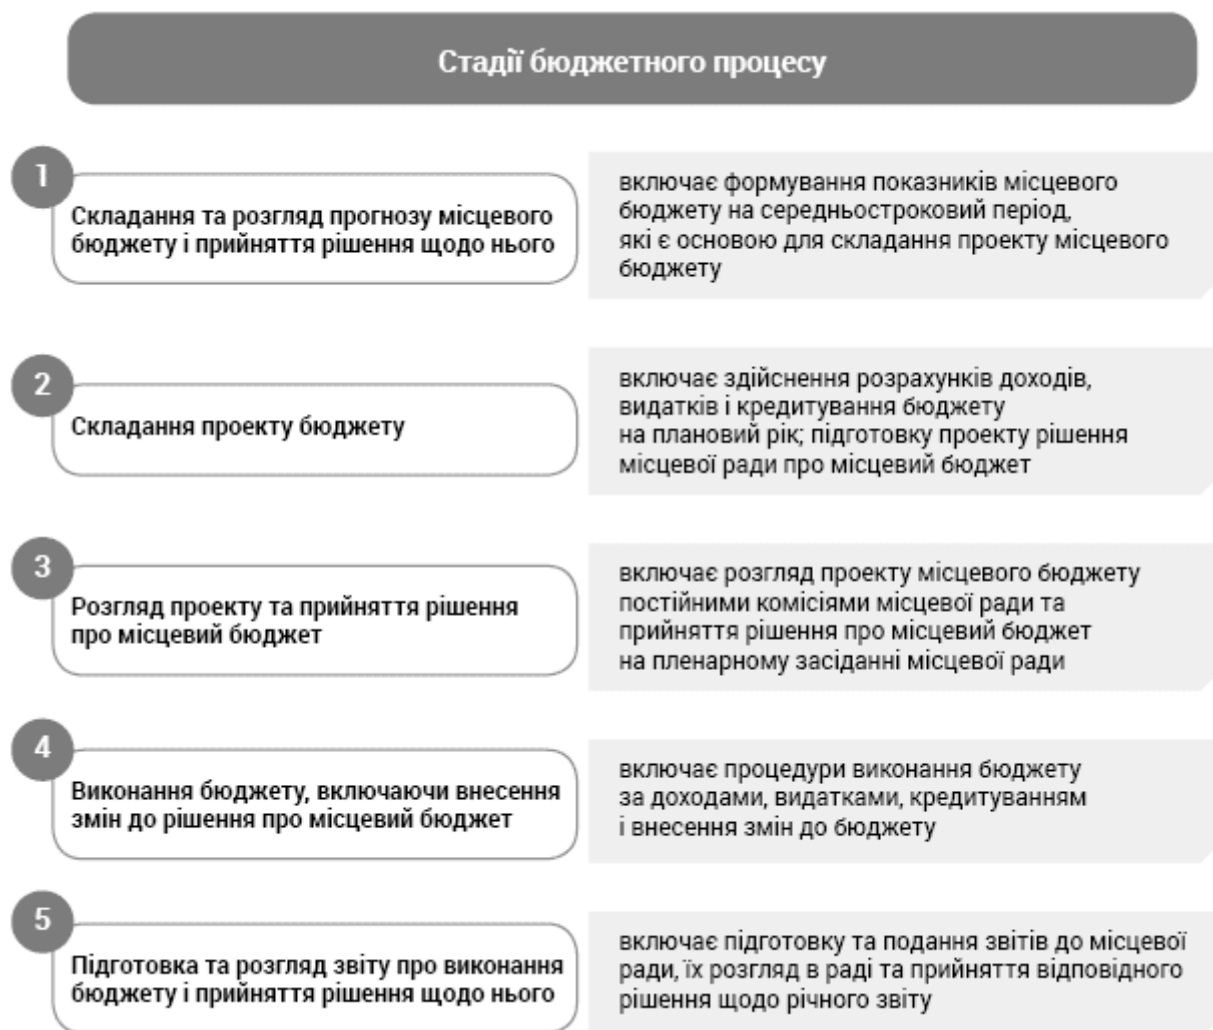 Стадії бюджетного процесу
1
Складання та розгляд прогнозу місцевого
бюджету і прийняття рішення щодо нього
включає формування показників місцевого
бюджету на середньостроковий період,
які є основою для складання проекту місцевого
бюджету
2
Складання проекту бюджету
включає здійснення розрахунків доходів,
видатків і кредитування бюджету
на плановий рік; підготовку проекту рішення
місцевої ради про місцевий бюджет
3
Розгляд проекту та прийняття рішення
про місцевий бюджет
включає розгляд проекту місцевого бюджету
постійними комісіями місцевої ради та
прийняття рішення про місцевий бюджет
на пленарному засіданні місцевої ради
4
Виконання бюджету, включаючи внесення
змін до рішення про місцевий бюджет
включає процедури виконання бюджету
за доходами, видатками, кредитуванням
і внесення змін до бюджету
5
Підготовка та розгляд звіту про виконання
бюджету і прийняття рішення щодо нього
включає підготовку та подання звітів до місцевої
ради, їх розгляд в раді та прийняття відповідного
рішення щодо річного звіту